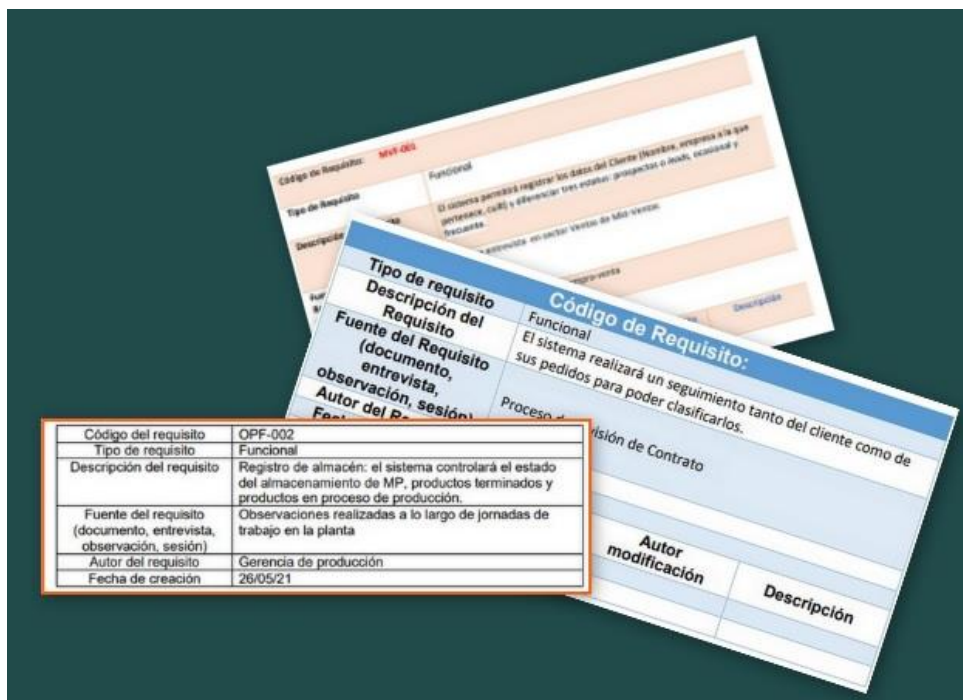 Código de Requisito: MVF-001
Tipo de Requisito
Funcional
Descripción
El sistema permitirá registrar los datos del Cliente (Nombre, empresa a la que
pertenece, cuit) y diferenciar tres estatus: prospectos o leads, ocasional y
frecuente.
entrevista en sector Ventas de
Descripción
Código de Requisito:
Tipo de requisito
Funcional
Descripción del
Requisito
El sistema realizará un seguimiento tanto del cliente como de
sus pedidos para poder clasificarlos.
Fuente del Requisito
(documento,
entrevista,
observación, sesión)
Proceso
visión de Contrato
Autor del
Autor
modificación
Descripción
Código del requisito OPF-002
Tipo de requisito Funcional
Descripción del requisito Registro de almacén: el sistema controlará el estado
del almacenamiento de MP, productos terminados y
productos en proceso de producción.
Fuente del requisito Observaciones realizadas a lo largo de jornadas de
(documento, entrevista, trabajo en la planta
observación, sesión)
Autor del requisito Gerencia de producción
Fecha de creación 26/05/21